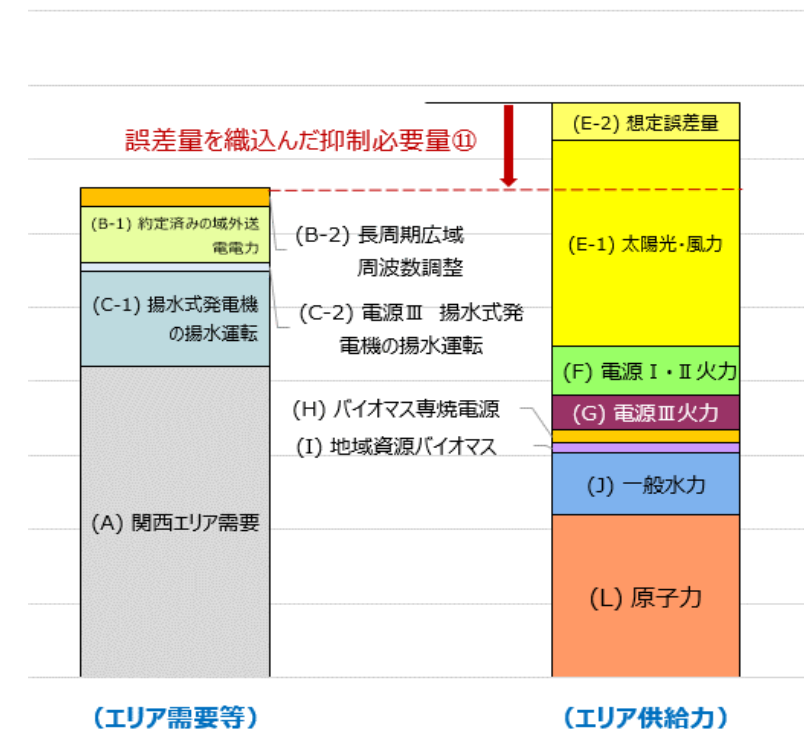 誤差量を織込んだ抑制必要量⑪
(B-1) 約定済みの域外送
電電力
(B-2) 長周期広域
周波数調整
(C-1) 揚水式発電機
の揚水運転
(C-2) 電源Ⅲ 揚水式発
電機の揚水運転
(A) 関西エリア需要
(エリア需要等)
(E-2) 想定誤差量
(E-1) 太陽光・風力
(F) 電源Ⅰ・Ⅱ火力
(G) 電源Ⅲ火力
(H) バイオマス専焼電源
(I) 地域資源バイオマス
(J) 一般水力
(L) 原子力
(エリア供給力)